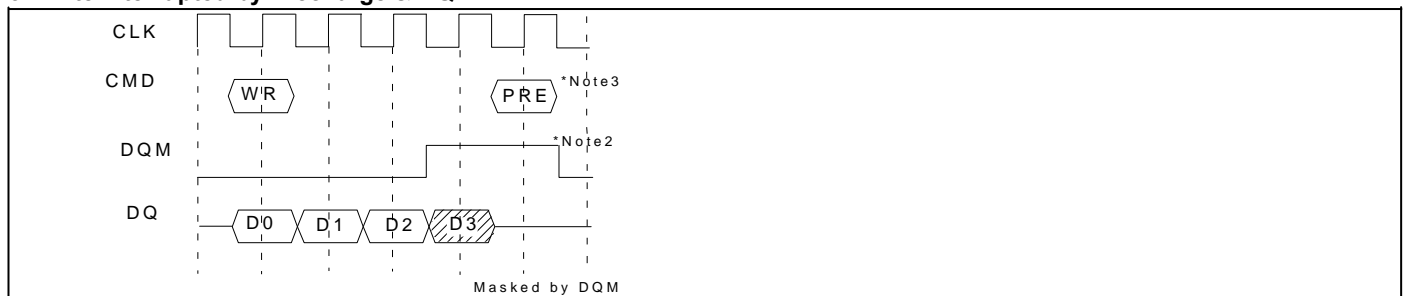 CLK
CMD WR PRE *Note3
DQM *Note2
DQ D0 D1 D2 D3
Masked by DQM